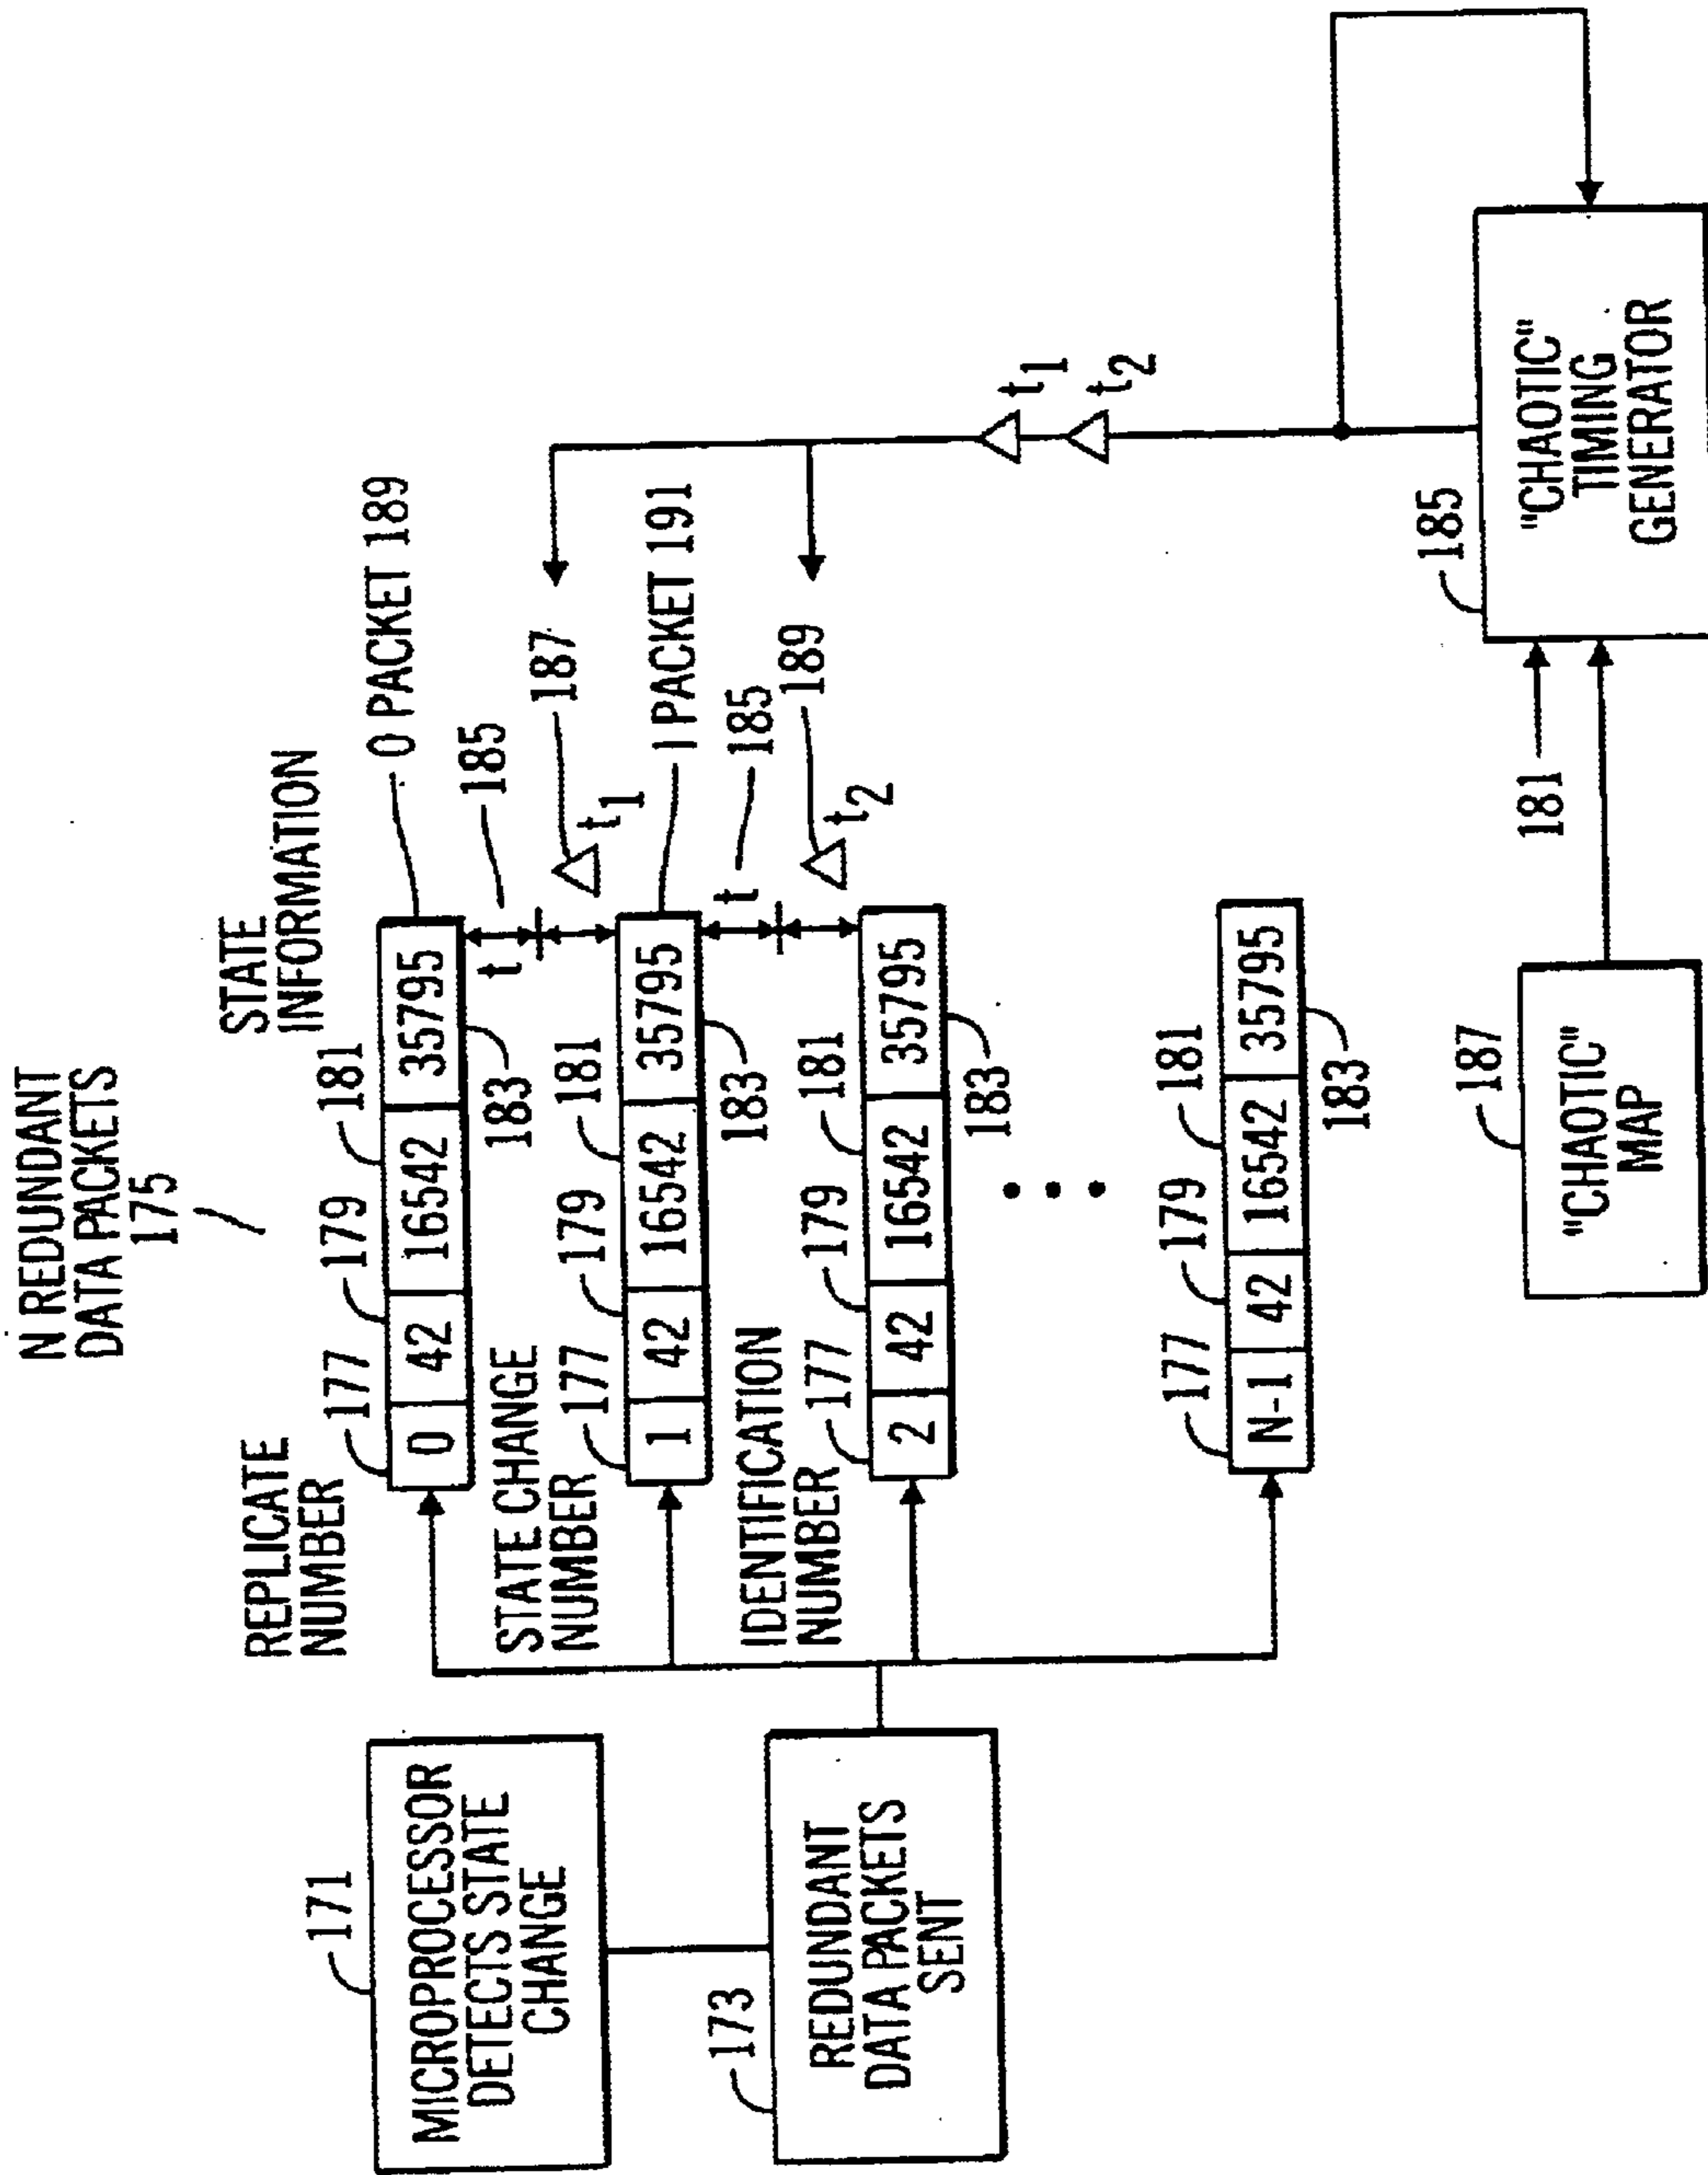 N REDUNDANT
DATA PACKETS
175
STATE
INFORMATION
REPLICATE
NUMBER
177
179
181
0 PACKET 189
0 42 16542 35795
183
t
185
187
△t1
STATE CHANGE
NUMBER
177
179
181
1 PACKET 191
1 42 16542 35795
183
t
185
189
△t2
IDENTIFICATION
NUMBER
177
179
181
2 42 16542 35795
183
• • •
177
179
181
N-1 42 16542 35795
183
171
MICROPROCESSOR
DETECTS STATE
CHANGE
173
REDUNDANT
DATA PACKETS
SENT
△t1
△t2
187
"CHAOTIC"
MAP
181
185
"CHAOTIC"
TIMING
GENERATOR